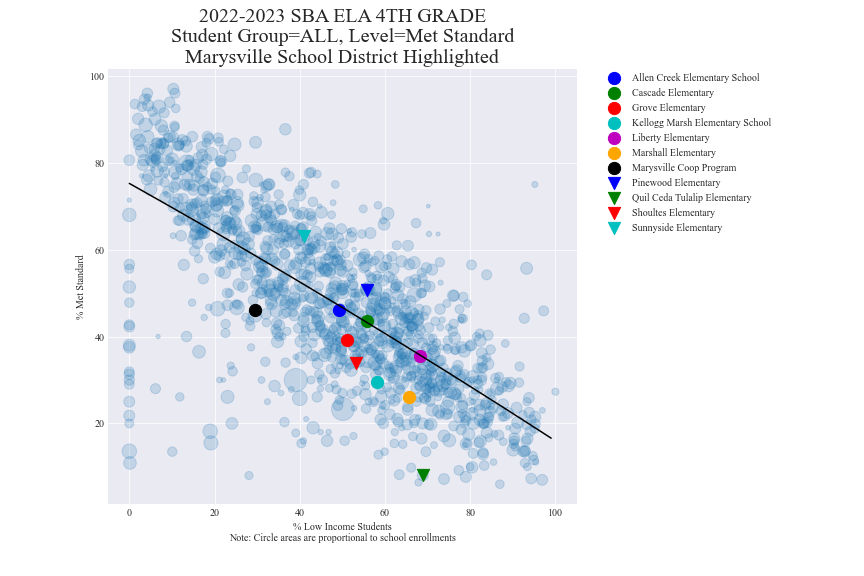 2022-2023 SBA ELA 4TH GRADE
Student Group=ALL, Level=Met Standard
Marysville School District Highlighted
100
80
60
40
20
% Met Standard
0
20
40
60
80
100
% Low Income Students
Note: Circle areas are proportional to school enrollments
Allen Creek Elementary School
Cascade Elementary
Grove Elementary
Kellogg Marsh Elementary School
Liberty Elementary
Marshall Elementary
Marysville Coop Program
Pinewood Elementary
Quil Ceda Tulalip Elementary
Shoultes Elementary
Sunnyside Elementary